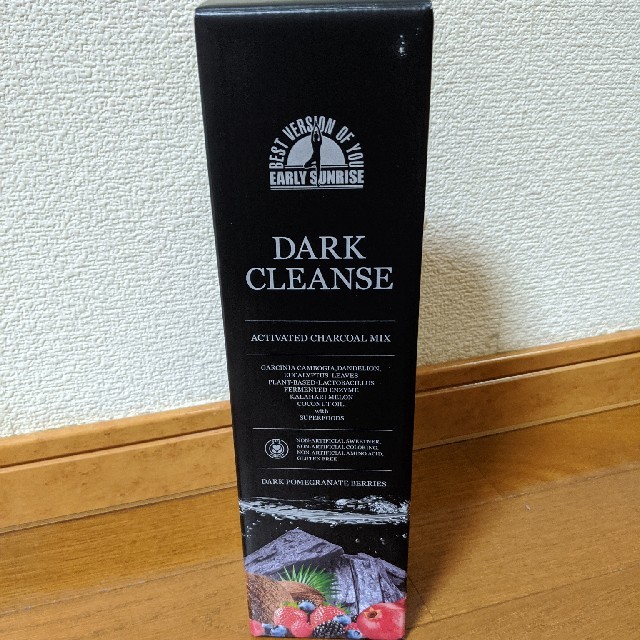 BEST VERSION OF YOU
EARLY SUNRISE
DARK
CLEANSE
ACTIVATED CHARCOAL MIX
GARCINIA CAMBOGIA, DANDELION,
EUCALYPTUS LEAVES
PLANT-BASED-LACTOBACILLUS
FERMENTED ENZYME
KALAHARI MELON
COCONUT OIL
with
SUPERFOODS
NON-ARTIFICIAL SWEETNER,
NON-ARTIFICIAL COLORING,
NON-ARTIFICIAL AMINO ACID,
GLUTEN FREE
DARK POMEGRANATE BERRIES